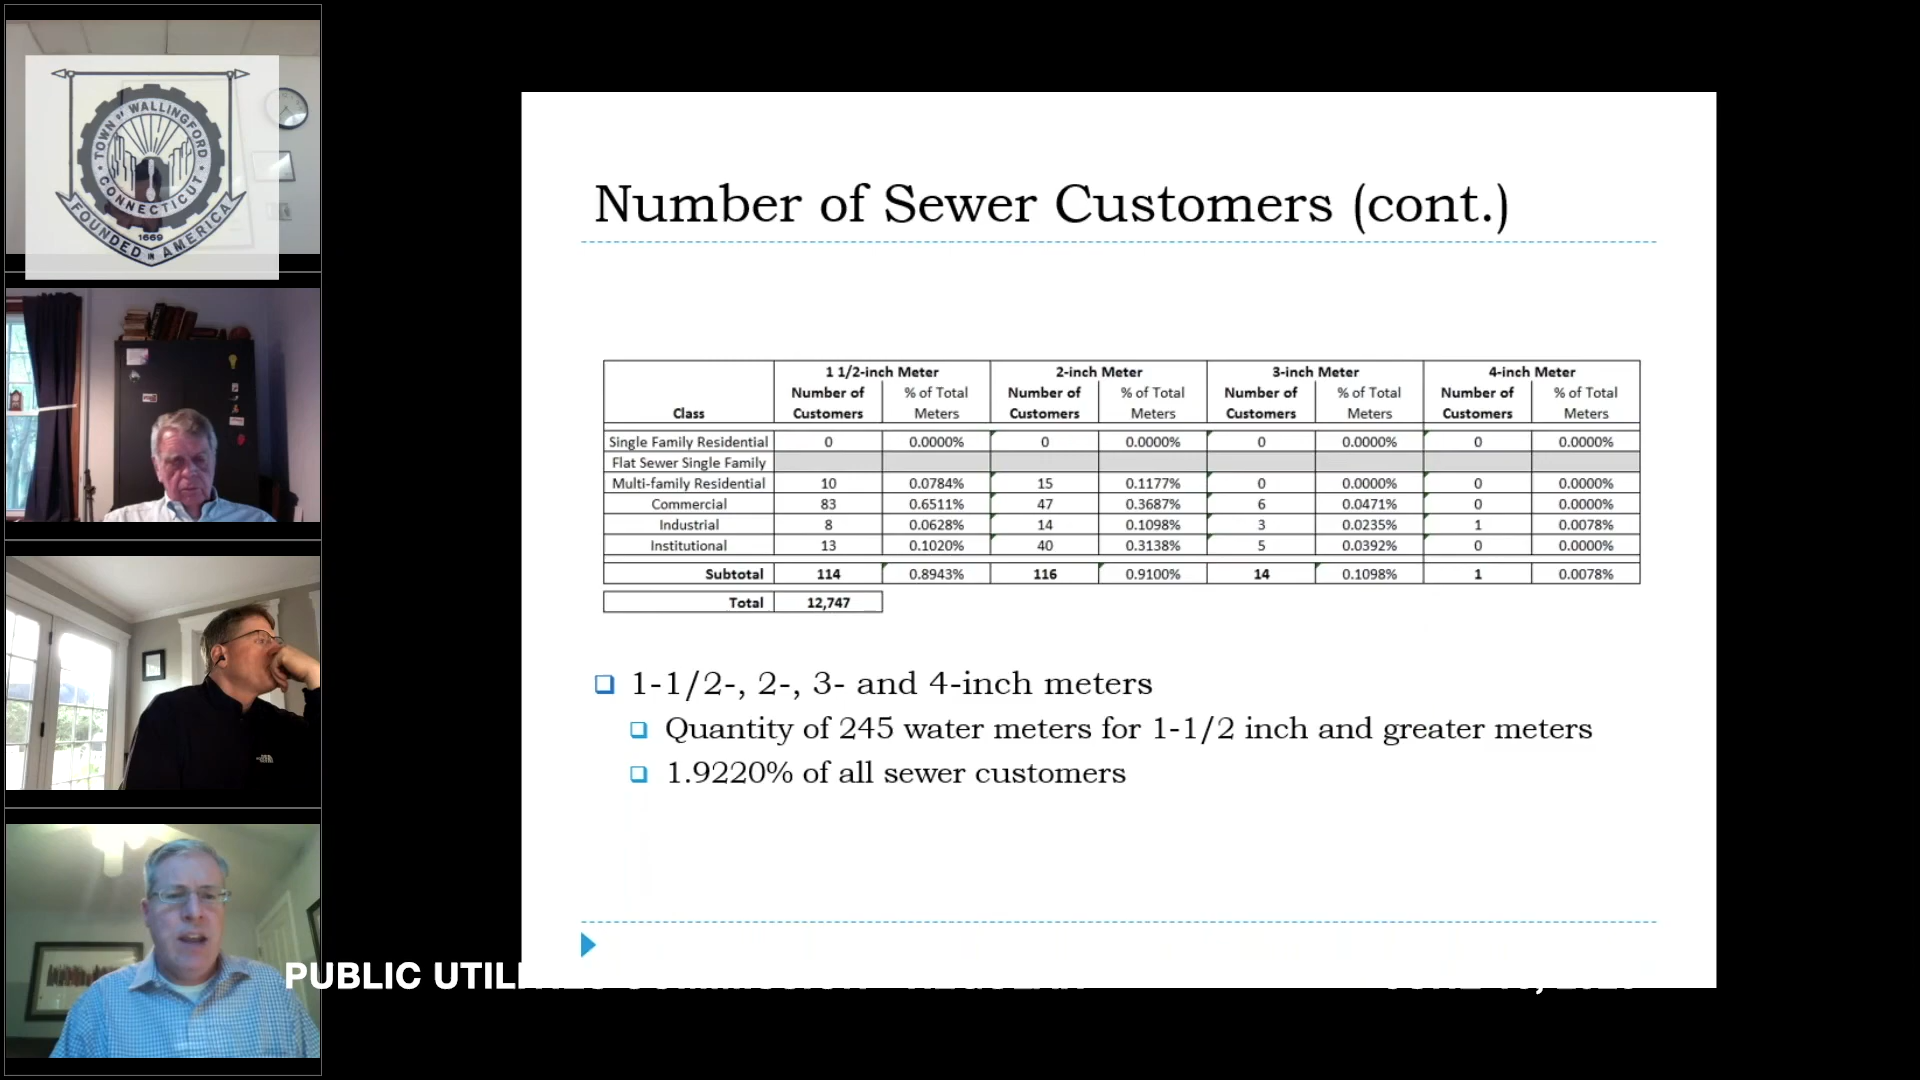 TOWN OF WALLINGFORD
CONNECTICUT
1669
FOUNDED IN AMERICA
Number of Sewer Customers (cont.)
1 1/2-inch Meter 2-inch Meter 3-inch Meter 4-inch Meter
Number of % of Total Number of % of Total Number of % of Total Number of % of Total
Class Customers Meters Customers Meters Customers Meters Customers Meters
Single Family Residential 0 0.0000% 0 0.0000% 0 0.0000% 0 0.0000%
Flat Sewer Single Family
Multi-family Residential 10 0.0784% 15 0.1177% 0 0.0000% 0 0.0000%
Commercial 83 0.6511% 47 0.3687% 6 0.0471% 0 0.0000%
Industrial 8 0.0628% 14 0.1098% 3 0.0235% 1 0.0078%
Institutional 13 0.1020% 40 0.3138% 5 0.0392% 0 0.0000%
Subtotal 114 0.8943% 116 0.9100% 14 0.1098% 1 0.0078%
Total 12,747
1-1/2-, 2-, 3- and 4-inch meters
Quantity of 245 water meters for 1-1/2 inch and greater meters
1.9220% of all sewer customers
PUBLIC